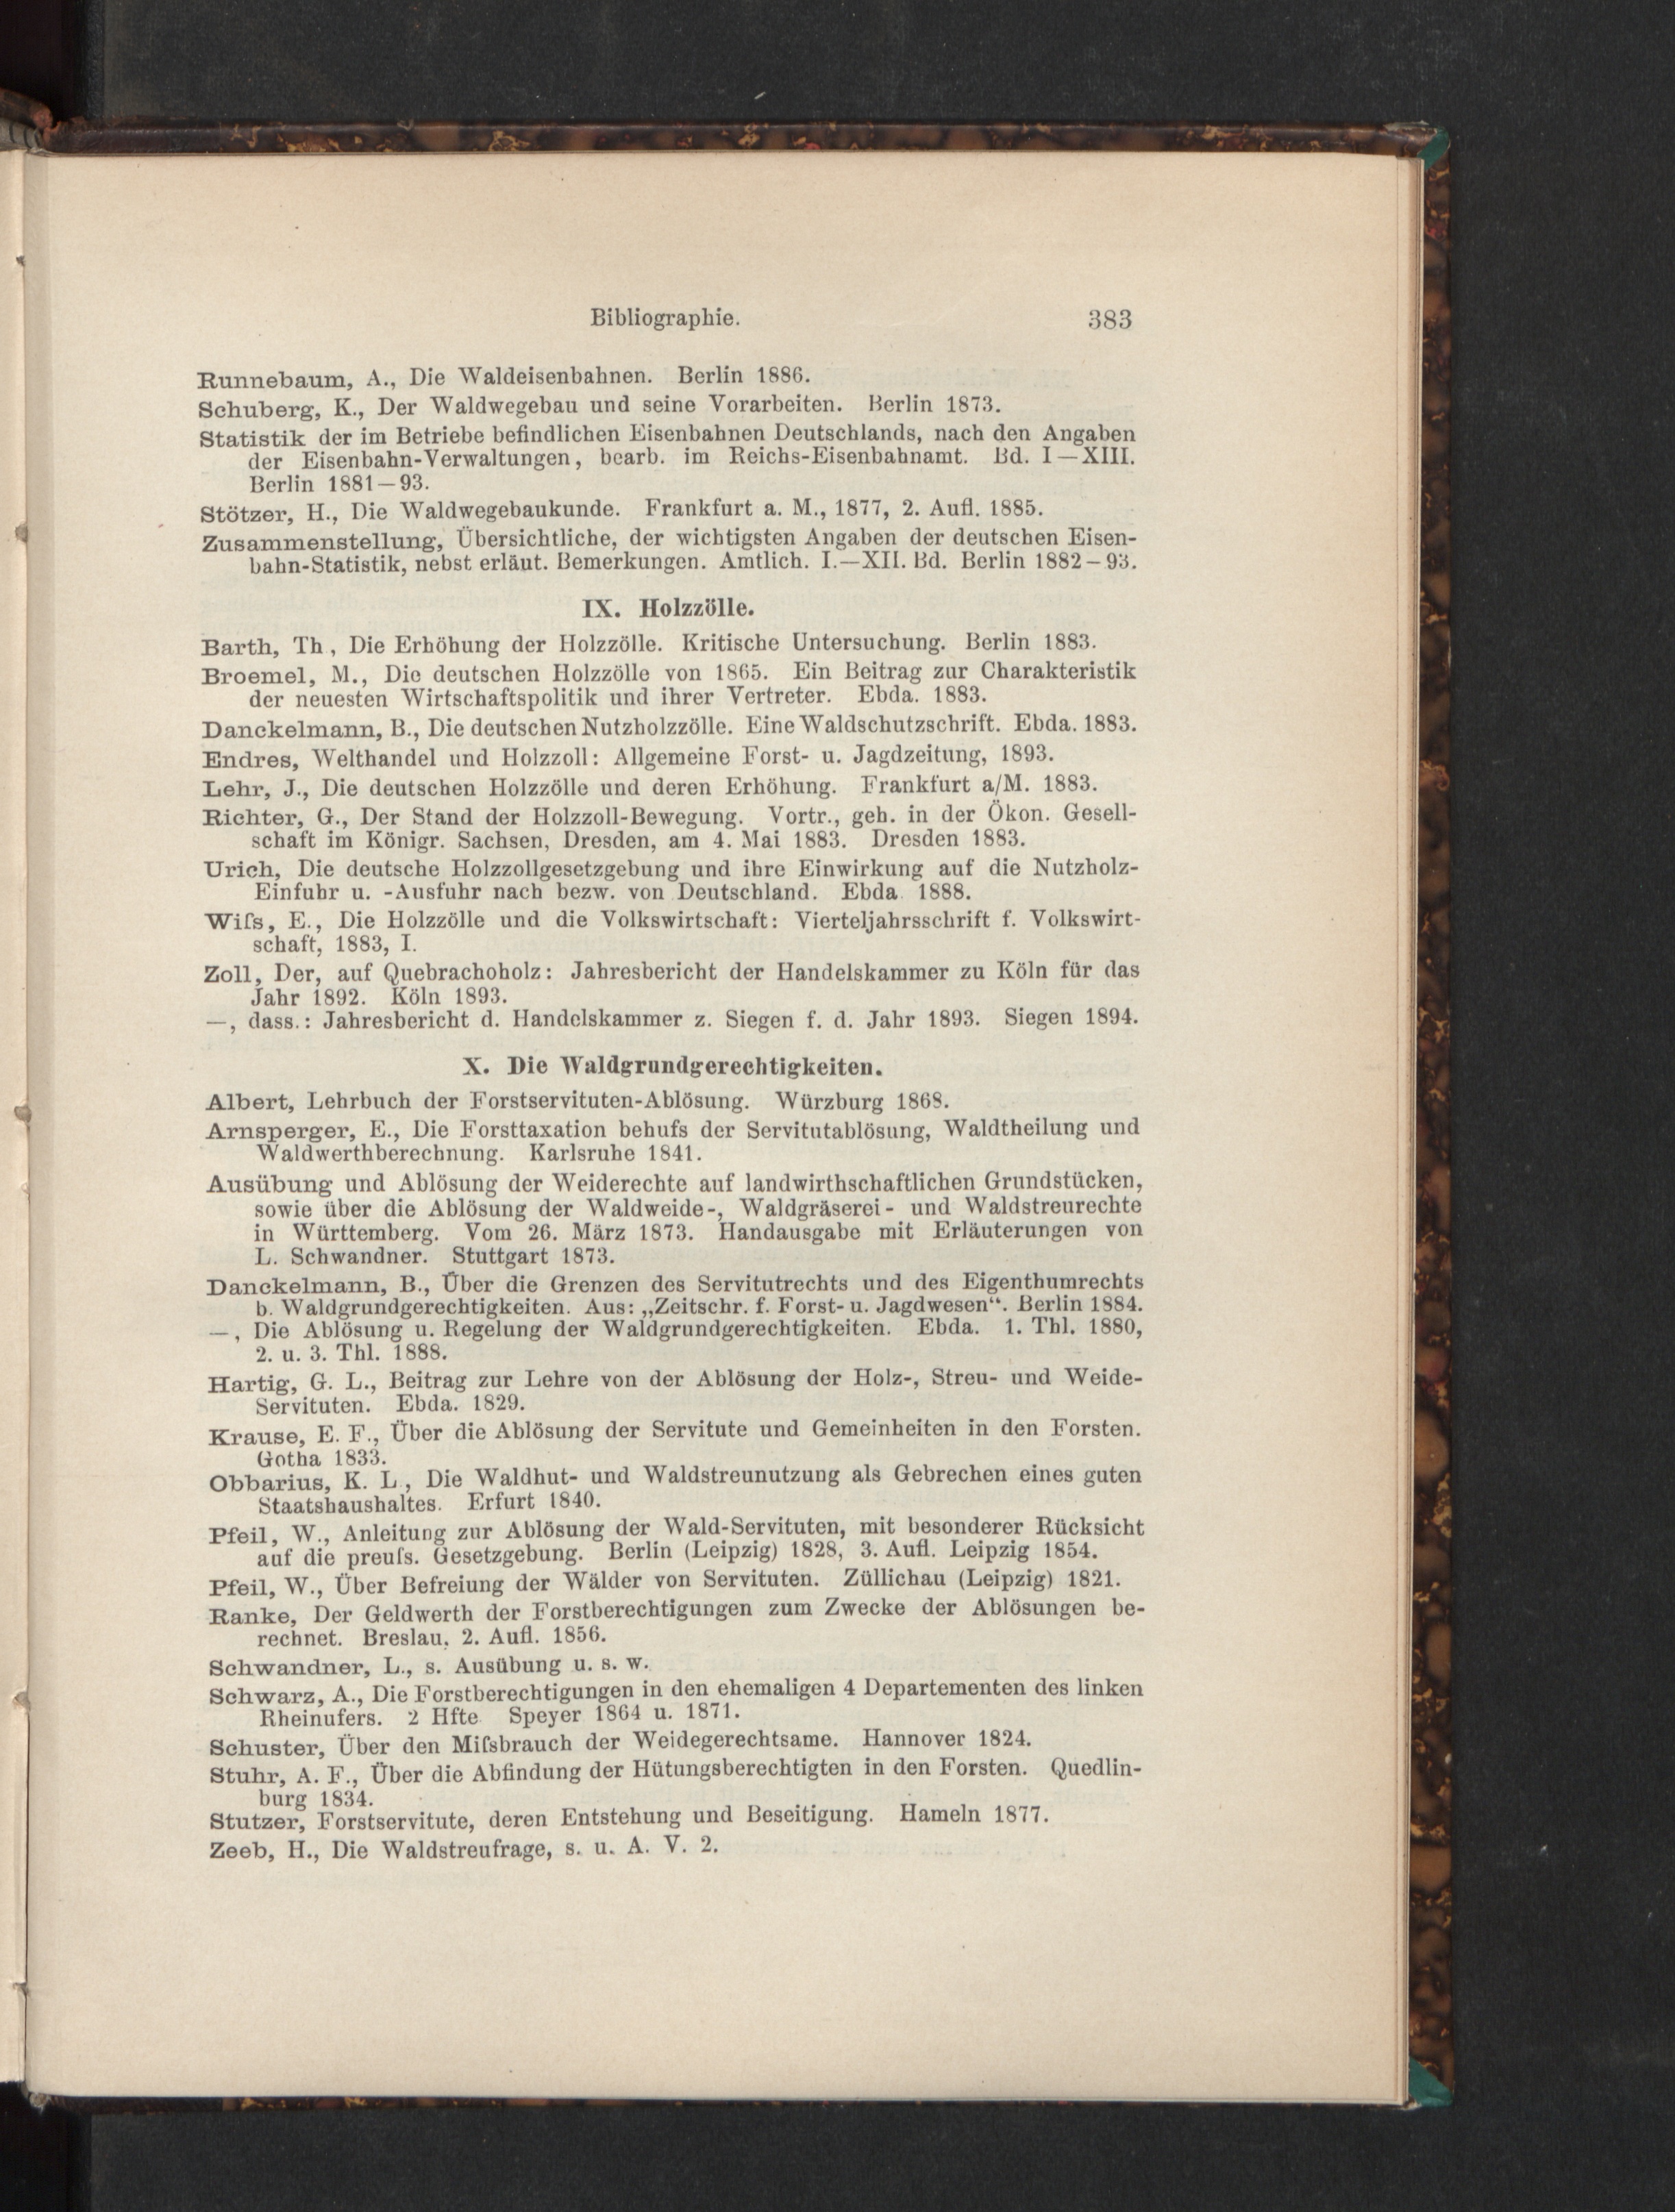 Bibliographie. 383
Runnebaum, A., Die Waldeisenbahnen. Berlin 1886.
Schuberg, K., Der Waldwegebau und seine Vorarbeiten. Berlin 1873.
Statistik der im Betriebe befindlichen Eisenbahnen Deutschlands, nach den Angaben
der Eisenbahn-Verwaltungen, bearb. im Reichs-Eisenbahnamt. Bd. I—XIII.
Berlin 1881—93.
Stötzer, H., Die Waldwegebaukunde. Frankfurt a. M., 1877, 2. Aufl. 1885.
Zusammenstellung, Übersichtliche, der wichtigsten Angaben der deutschen Eisen-
bahn-Statistik, nebst erläut. Bemerkungen. Amtlich. I.—XII. Bd. Berlin 1882—93.
IX. Holzzölle.
Barth, Th , Die Erhöhung der Holzzölle. Kritische Untersuchung. Berlin 1883.
Broemel, M., Die deutschen Holzzölle von 1865. Ein Beitrag zur Charakteristik
der neuesten Wirtschaftspolitik und ihrer Vertreter. Ebda. 1883.
Danckelmann, B., Die deutschen Nutzholzzölle. Eine Waldschutzschrift. Ebda. 1883.
Endres, Welthandel und Holzzoll: Allgemeine Forst- u. Jagdzeitung, 1893.
Lehr, J., Die deutschen Holzzölle und deren Erhöhung. Frankfurt a/M. 1883.
Richter, G., Der Stand der Holzzoll-Bewegung. Vortr., geh. in der Ökon. Gesell-
schaft im Königr. Sachsen, Dresden, am 4. Mai 1883. Dresden 1883.
Urich, Die deutsche Holzzollgesetzgebung und ihre Einwirkung auf die Nutzholz-
Einfuhr u. -Ausfuhr nach bezw. von Deutschland. Ebda. 1888.
Wiſs, E., Die Holzzölle und die Volkswirtschaft: Vierteljahrsschrift f. Volkswirt-
schaft, 1883, I.
Zoll, Der, auf Quebrachoholz: Jahresbericht der Handelskammer zu Köln für das
Jahr 1892. Köln 1893.
—, dass.: Jahresbericht d. Handelskammer z. Siegen f. d. Jahr 1893. Siegen 1894.
X. Die Waldgrundgerechtigkeiten.
Albert, Lehrbuch der Forstservituten-Ablösung. Würzburg 1868.
Arnsperger, E., Die Forsttaxation behufs der Servitutablösung, Waldtheilung und
Waldwerthberechnung. Karlsruhe 1841.
Ausübung und Ablösung der Weiderechte auf landwirthschaftlichen Grundstücken,
sowie über die Ablösung der Waldweide-, Waldgräserei- und Waldstreurechte
in Württemberg. Vom 26. März 1873. Handausgabe mit Erläuterungen von
L. Schwandner. Stuttgart 1873.
Danckelmann, B., Über die Grenzen des Servitutrechts und des Eigenthumrechts
b. Waldgrundgerechtigkeiten. Aus: „Zeitschr. f. Forst- u. Jagdwesen“. Berlin 1884.
—, Die Ablösung u. Regelung der Waldgrundgerechtigkeiten. Ebda. 1. Thl. 1880,
2. u. 3. Thl. 1888.
Hartig, G. L., Beitrag zur Lehre von der Ablösung der Holz-, Streu- und Weide-
Servituten. Ebda. 1829.
Krause, E. F., Über die Ablösung der Servitute und Gemeinheiten in den Forsten.
Gotha 1833.
Obbarius, K. L., Die Waldhut- und Waldstreunutzung als Gebrechen eines guten
Staatshaushaltes. Erfurt 1840.
Pfeil, W., Anleitung zur Ablösung der Wald-Servituten, mit besonderer Rücksicht
auf die preuſs. Gesetzgebung. Berlin (Leipzig) 1828, 3. Aufl. Leipzig 1854.
Pfeil, W., Über Befreiung der Wälder von Servituten. Züllichau (Leipzig) 1821.
Ranke, Der Geldwerth der Forstberechtigungen zum Zwecke der Ablösungen be-
rechnet. Breslau, 2. Aufl. 1856.
Schwandner, L., s. Ausübung u. s. w.
Schwarz, A., Die Forstberechtigungen in den ehemaligen 4 Departementen des linken
Rheinufers. 2 Hfte. Speyer 1864 u. 1871.
Schuster, Über den Miſsbrauch der Weidegerechtsame. Hannover 1824.
Stuhr, A. F., Über die Abfindung der Hütungsberechtigten in den Forsten. Quedlin-
burg 1834.
Stutzer, Forstservitute, deren Entstehung und Beseitigung. Hameln 1877.
Zeeb, H., Die Waldstreufrage, s. u. A. V. 2.